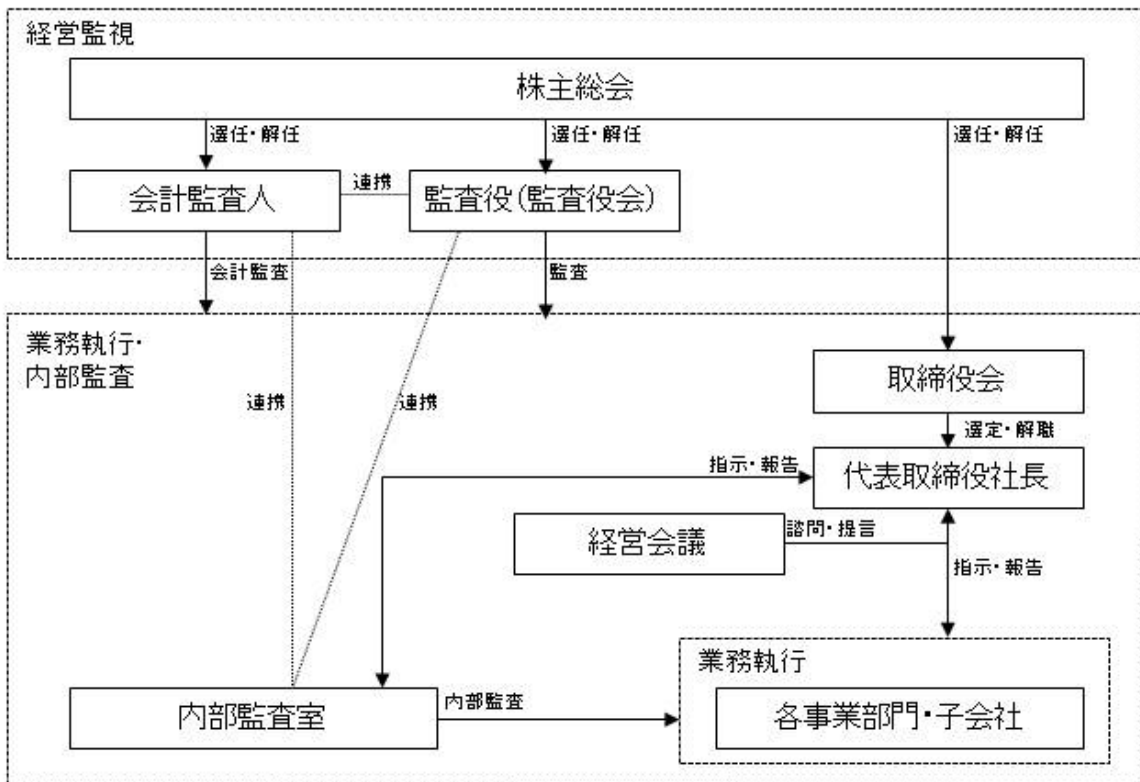 経営監視
株主総会
選任・解任
選任・解任
選任・解任
会計監査人
連携
監査役(監査役会)
会計監査
監査
業務執行・
内部監査
取締役会
連携
連携
選定・解職
指示・報告
代表取締役社長
経営会議
諮問・提言
指示・報告
業務執行
内部監査室
内部監査
各事業部門・子会社